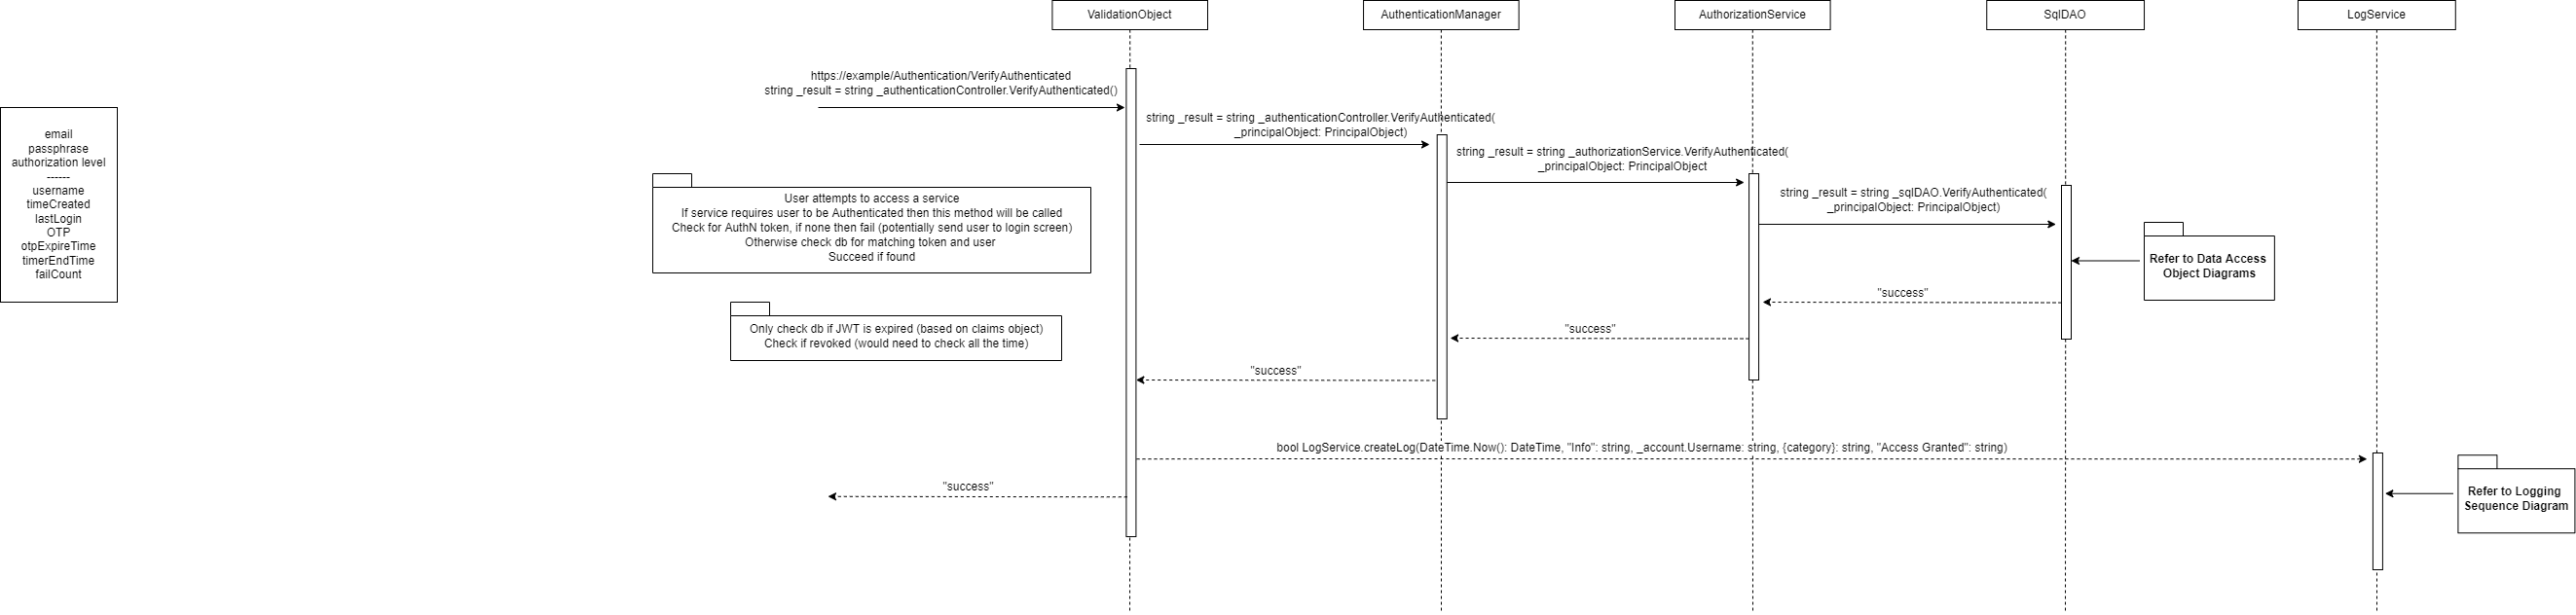 ValidationObject
AuthenticationManager
AuthorizationService
SqlDAO
LogService
https://example/Authentication/VerifyAuthenticated
string _result = string _authenticationController.VerifyAuthenticated()
string _result = string _authenticationController.VerifyAuthenticated(
_principalObject: PrincipalObject)
string _result = string _authorizationService.VerifyAuthenticated(
_principalObject: PrincipalObject
string _result = string _sqlDAO.VerifyAuthenticated(
_principalObject: PrincipalObject)
email
passphrase
authorization level
------
username
timeCreated
lastLogin
OTP
otpExpireTime
timerEndTime
failCount
User attempts to access a service
If service requires user to be Authenticated then this method will be called
Check for AuthN token, if none then fail (potentially send user to login screen)
Otherwise check db for matching token and user
Succeed if found
Refer to Data Access
Object Diagrams
"success"
Only check db if JWT is expired (based on claims object)
Check if revoked (would need to check all the time)
"success"
"success"
bool LogService.createLog(DateTime.Now(): DateTime, "Info": string, _account.Username: string, {category}: string, "Access Granted": string)
"success"
Refer to Logging
Sequence Diagram